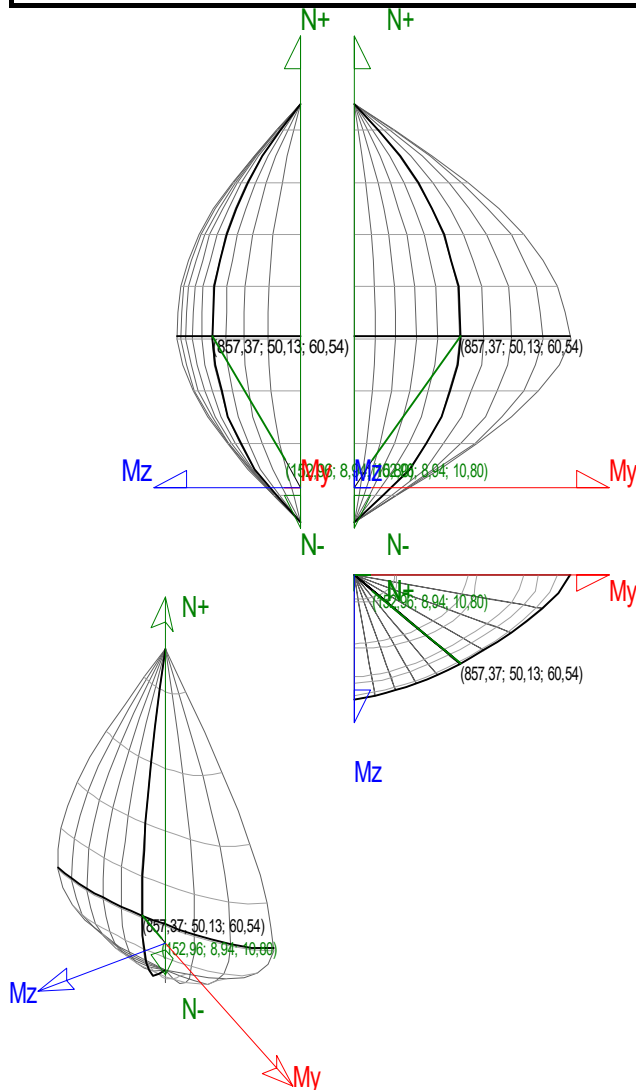 N+ N+
(857,37; 50,13; 60,54) (857,37; 50,13; 60,54)
Mz My Mz My
(152,96; 8,94; 10,80)
N- N-
N+ My
(152,96; 8,94; 10,80)
N+
(857,37; 50,13; 60,54)
Mz
(857,37; 50,13; 60,54)
(152,96; 8,94; 10,80)
Mz
N-
My